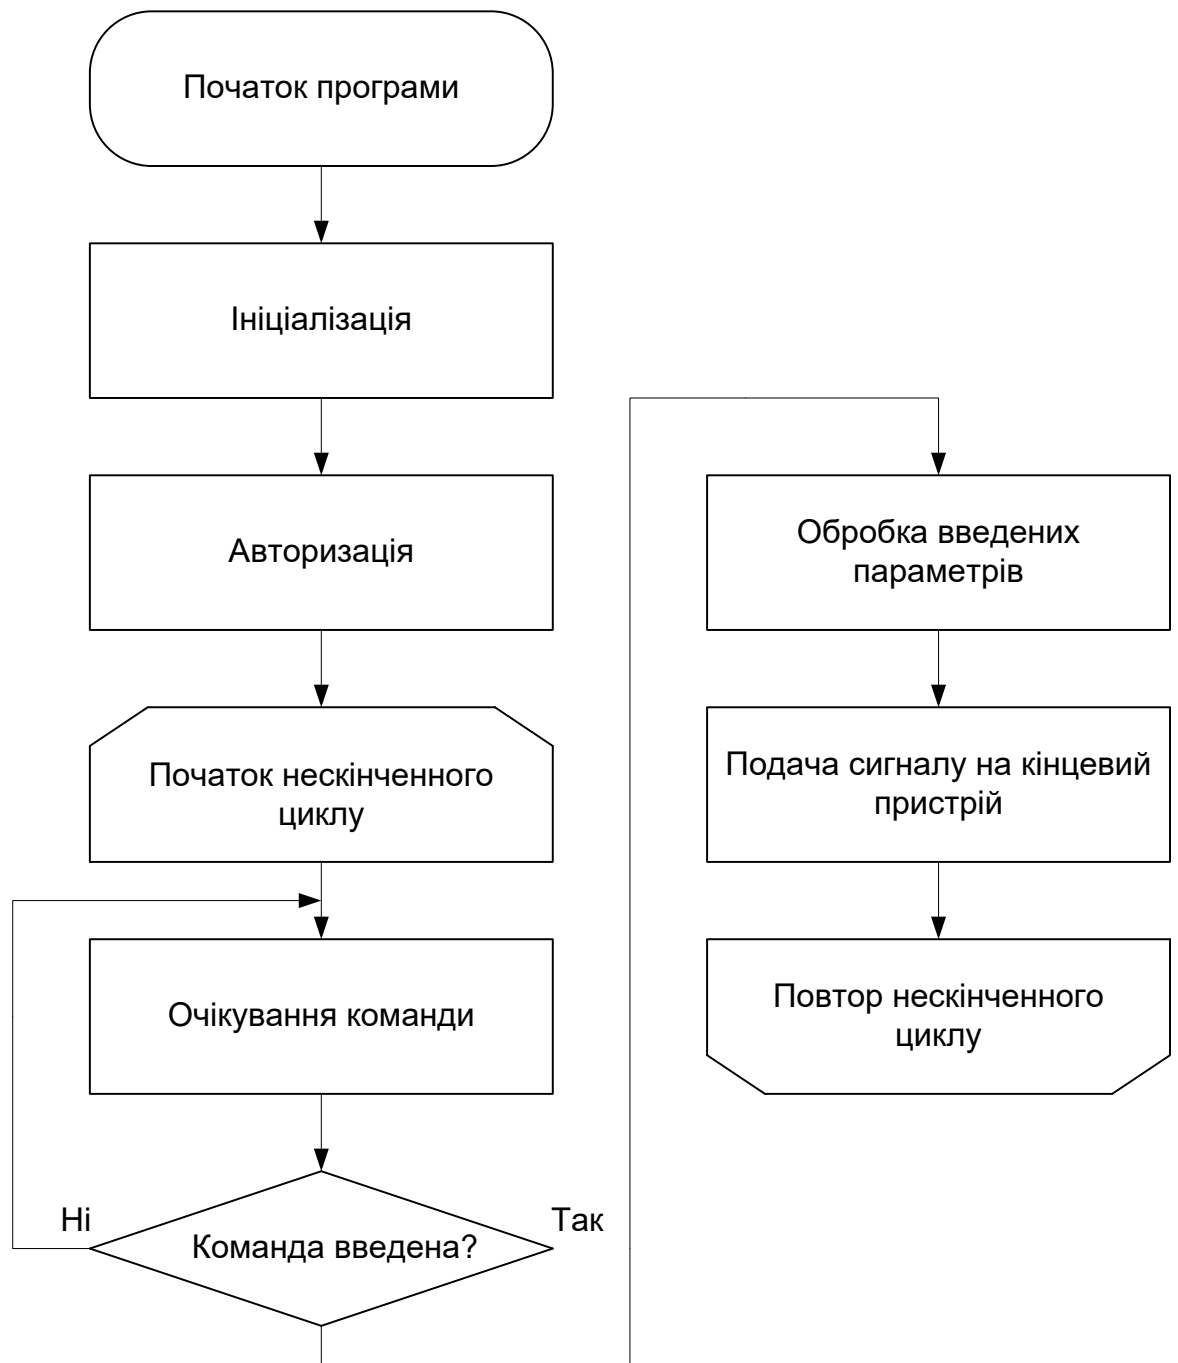 Початок програми
Ініціалізація
Авторизація
Початок нескінченного
циклу
Очікування команди
Ні
Так
Команда введена?
Обробка введених
параметрів
Подача сигналу на кінцевий
пристрій
Повтор нескінченного
циклу